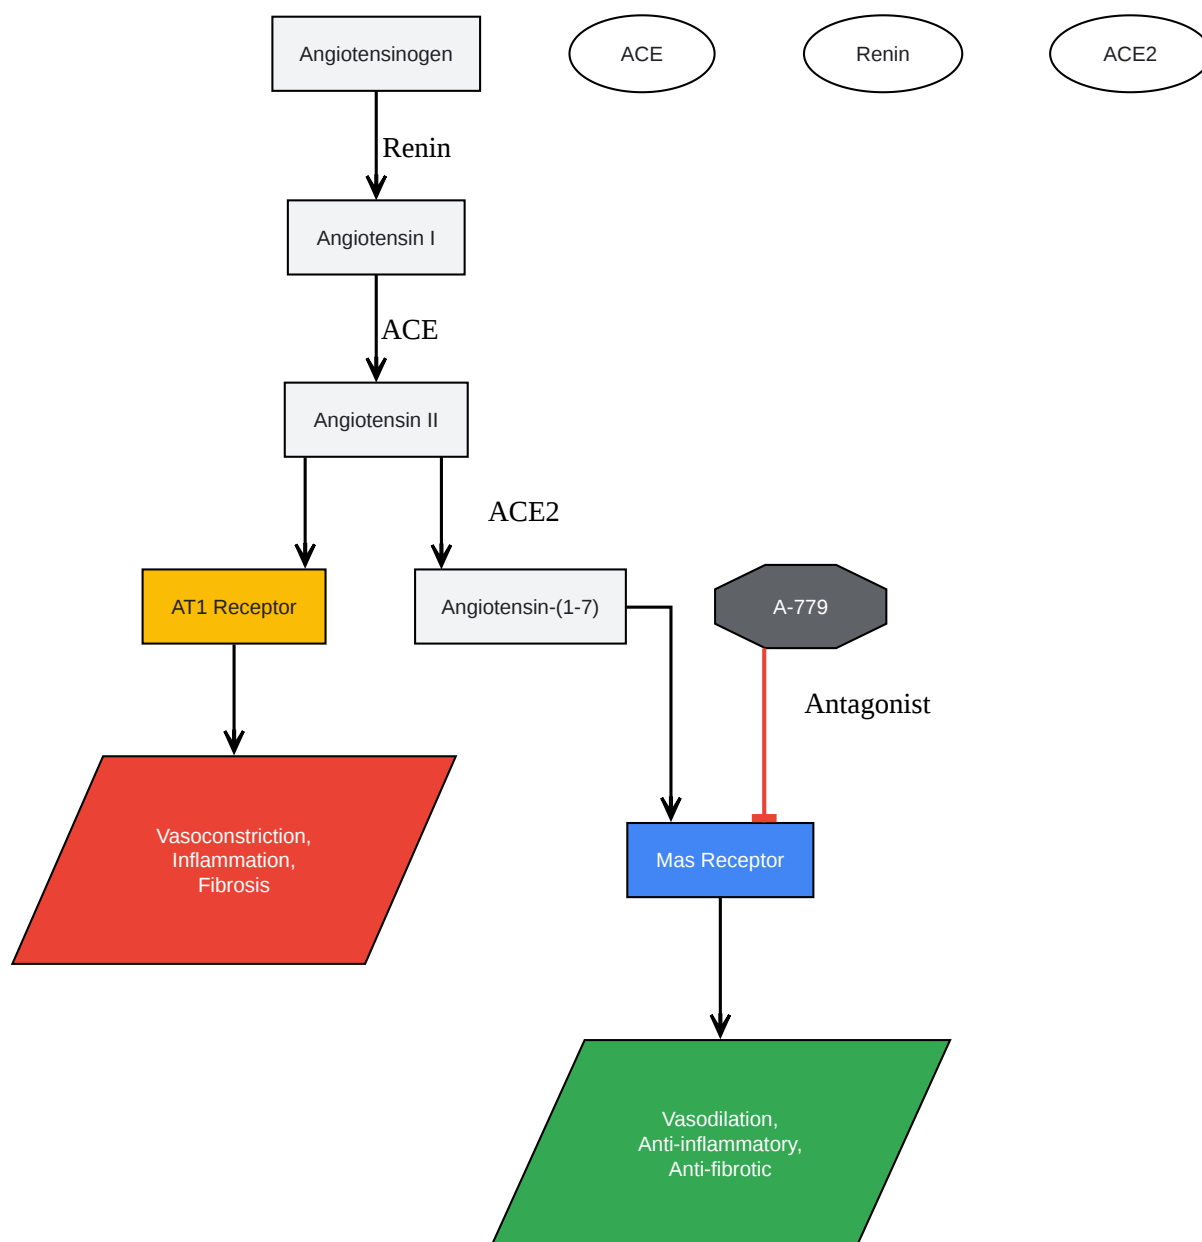 Angiotensinogen
ACE
Renin
ACE2
Renin
Angiotensin I
ACE
Angiotensin II
ACE2
AT1 Receptor
Angiotensin-(1-7)
A-779
Antagonist
Vasoconstriction,
Inflammation,
Fibrosis
Mas Receptor
Vasodilation,
Anti-inflammatory,
Anti-fibrotic